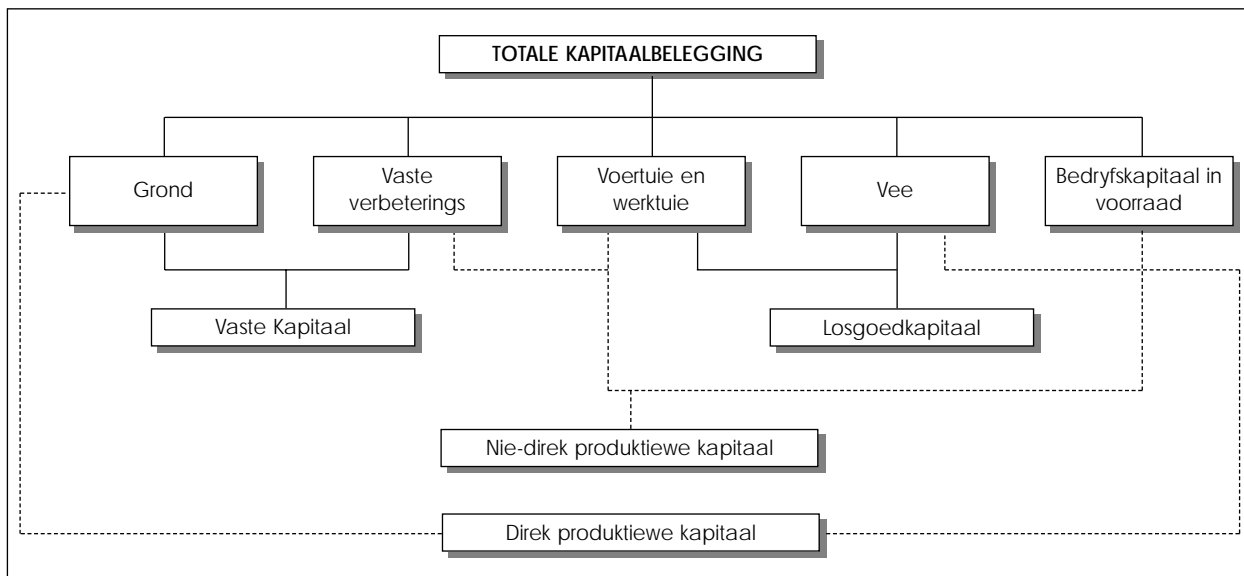 TOTALE KAPITAALBELEGGING
Grond
Vaste
verbeterings
Voertuie en
werktuie
Vee
Bedryfskapitaal in
voorraad
Vaste Kapitaal
Losgoedkapitaal
Nie-direk produktiewe kapitaal
Direk produktiewe kapitaal